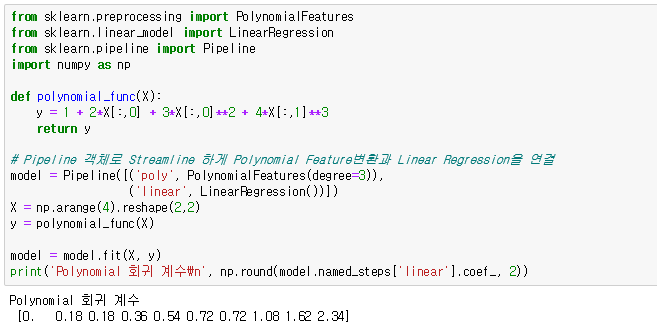 from sklearn.preprocessing import PolynomialFeatures
from sklearn.linear_model import LinearRegression
from sklearn.pipeline import Pipeline
import numpy as np
def polynomial_func(X):
    y = 1 + 2*X[:,0] + 3*X[:,0]**2 + 4*X[:,1]**3
    return y
# Pipeline 객체로 Streamline 하게 Polynomial Feature변환과 Linear Regression을 연결
model = Pipeline([('poly', PolynomialFeatures(degree=3)),
                  ('linear', LinearRegression())])
X = np.arange(4).reshape(2,2)
y = polynomial_func(X)
model = model.fit(X, y)
print('Polynomial 회귀 계수₩n', np.round(model.named_steps['linear'].coef_, 2))
Polynomial 회귀 계수
 [0.   0.18 0.18 0.36 0.54 0.72 0.72 1.08 1.62 2.34]